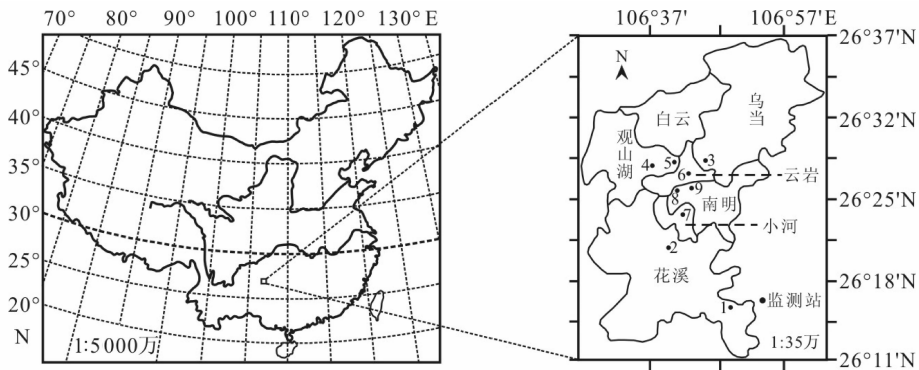 70° 80° 90° 100° 110° 120° 130° E
45°
40°
35°
30°
25°
20°
N
1:5000万
106°37' 106°57'E
26°37'N
26°32'N
26°25'N
26°18'N
26°11'N
N
白云
乌当
观山湖
云岩
南明
小河
花溪
4 5 3
6
9
8
7
2
1
监测站
1:35万